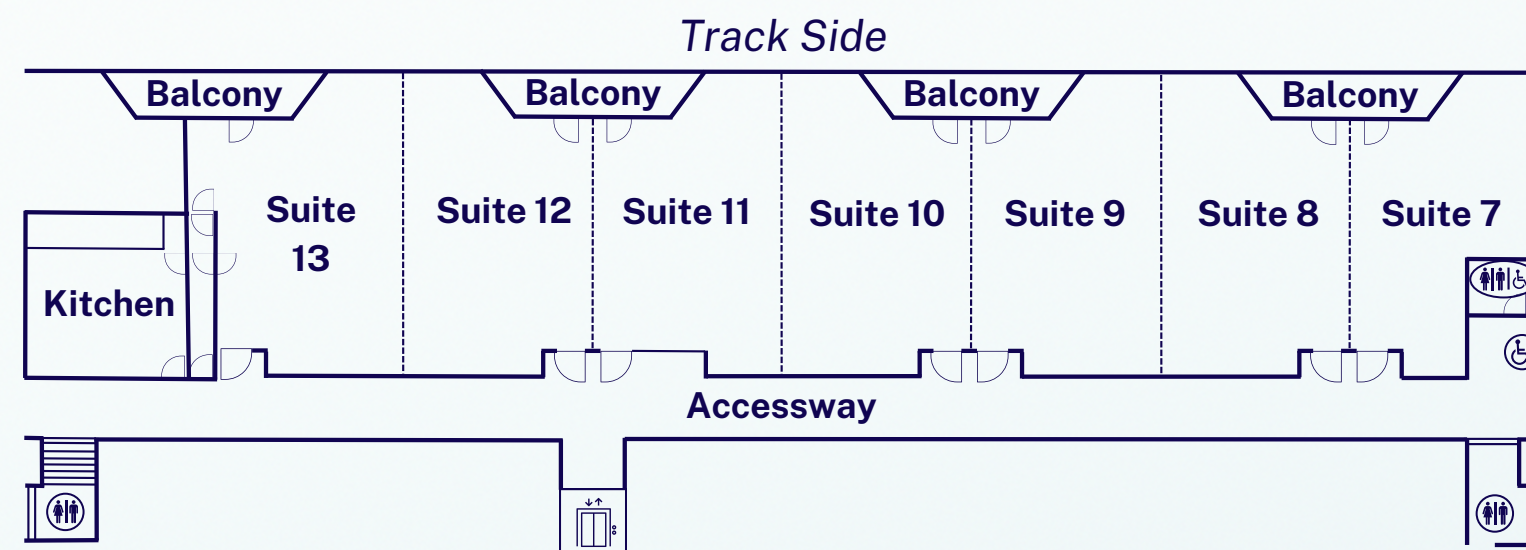 Track Side
Balcony
Balcony
Balcony
Balcony
Suite
13
Suite 12
Suite 11
Suite 10
Suite 9
Suite 8
Suite 7
Kitchen
Accessway